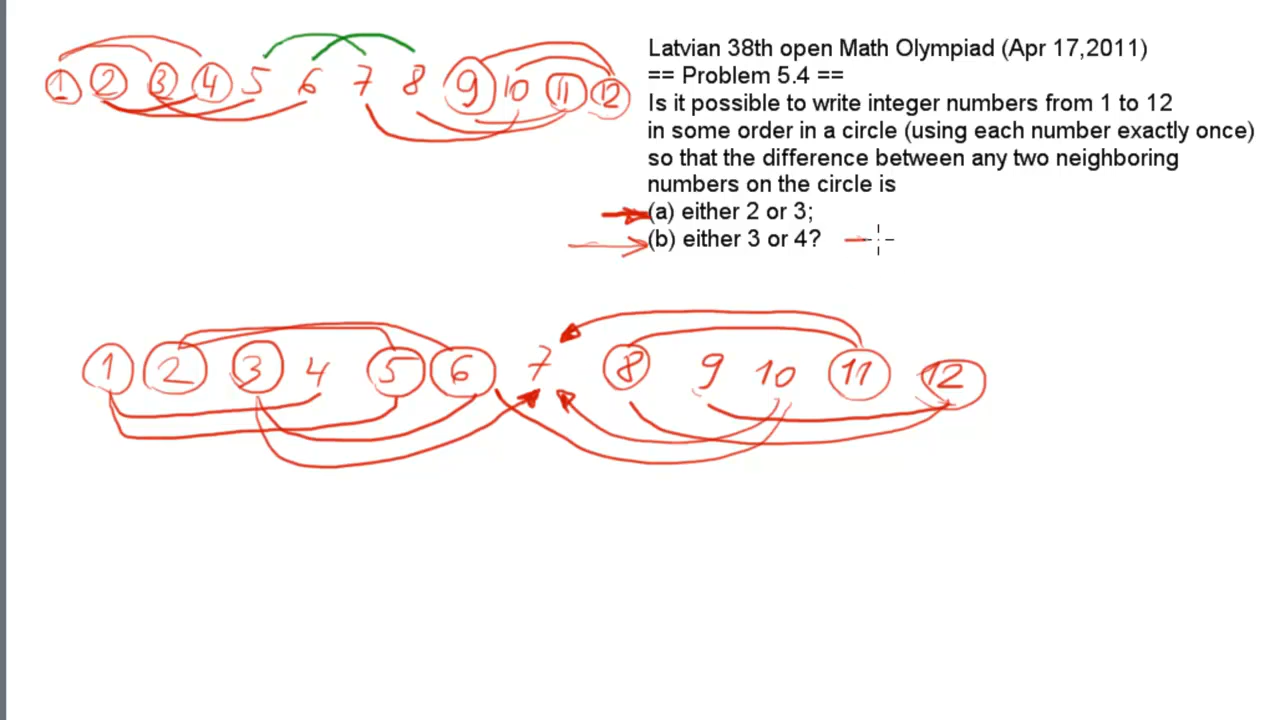 1 2 3 4 5 6 7 8 9 10 11 12
Latvian 38th open Math Olympiad (Apr 17,2011)
== Problem 5.4 ==
Is it possible to write integer numbers from 1 to 12
in some order in a circle (using each number exactly once)
so that the difference between any two neighboring
numbers on the circle is
(a) either 2 or 3;
(b) either 3 or 4?
1 2 3 4 5 6 7 8 9 10 11 12